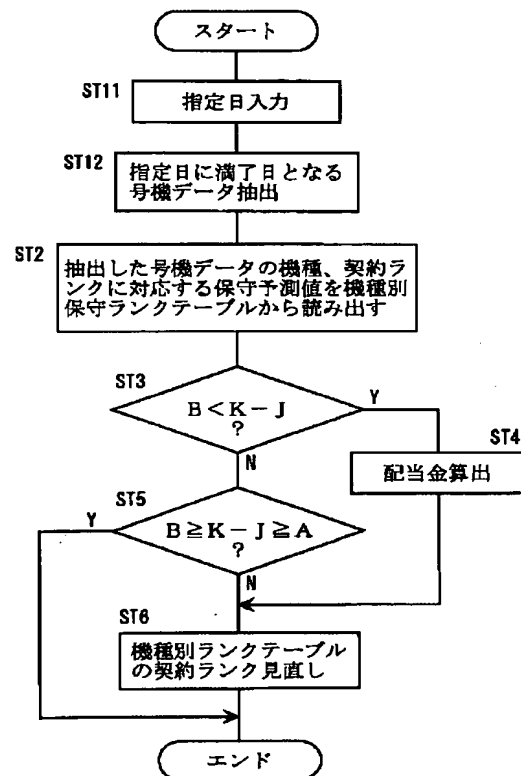 スタート
ST11
指定日入力
ST12
指定日に満了日となる
号機データ抽出
ST2
抽出した号機データの機種、契約ラ
ンクに対応する保守予測値を機種別
保守ランクテーブルから読み出す
ST3
B<K-J
?
Y
N
ST4
配当金算出
ST5
Y
B≧K-J≧A
?
N
ST6
機種別ランクテーブル
の契約ランク見直し
エンド